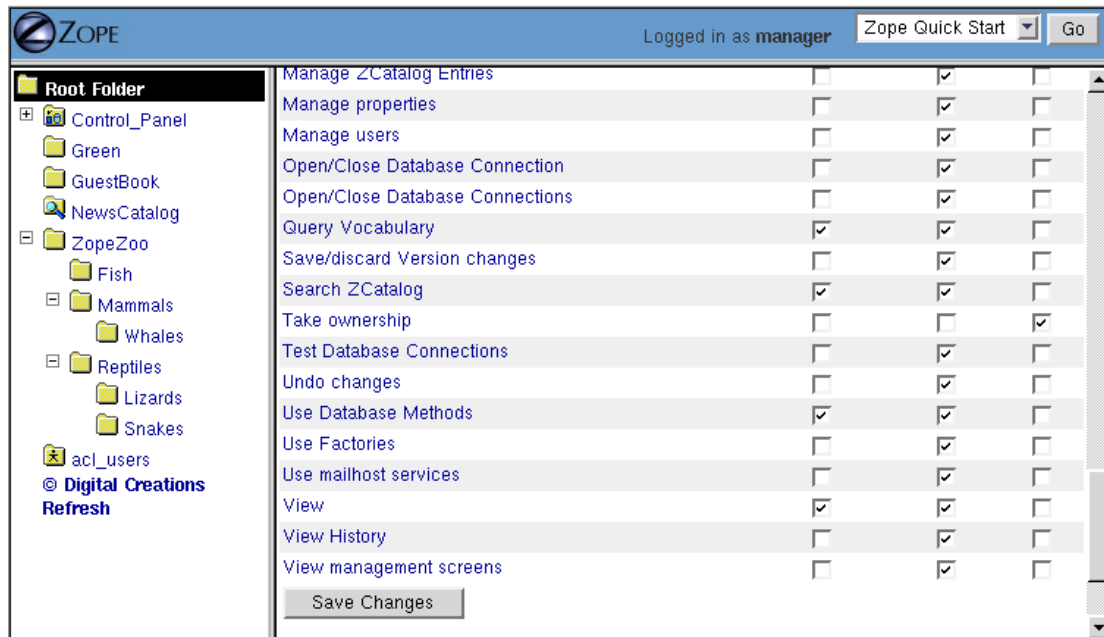 ZOPE
Logged in as manager
Zope Quick Start
Go
Root Folder
Control_Panel
Green
GuestBook
NewsCatalog
ZopeZoo
Fish
Mammals
Whales
Reptiles
Lizards
Snakes
acl_users
© Digital Creations
Refresh
Manage ZCatalog Entries
Manage properties
Manage users
Open/Close Database Connection
Open/Close Database Connections
Query Vocabulary
Save/discard Version changes
Search ZCatalog
Take ownership
Test Database Connections
Undo changes
Use Database Methods
Use Factories
Use mailhost services
View
View History
View management screens
Save Changes